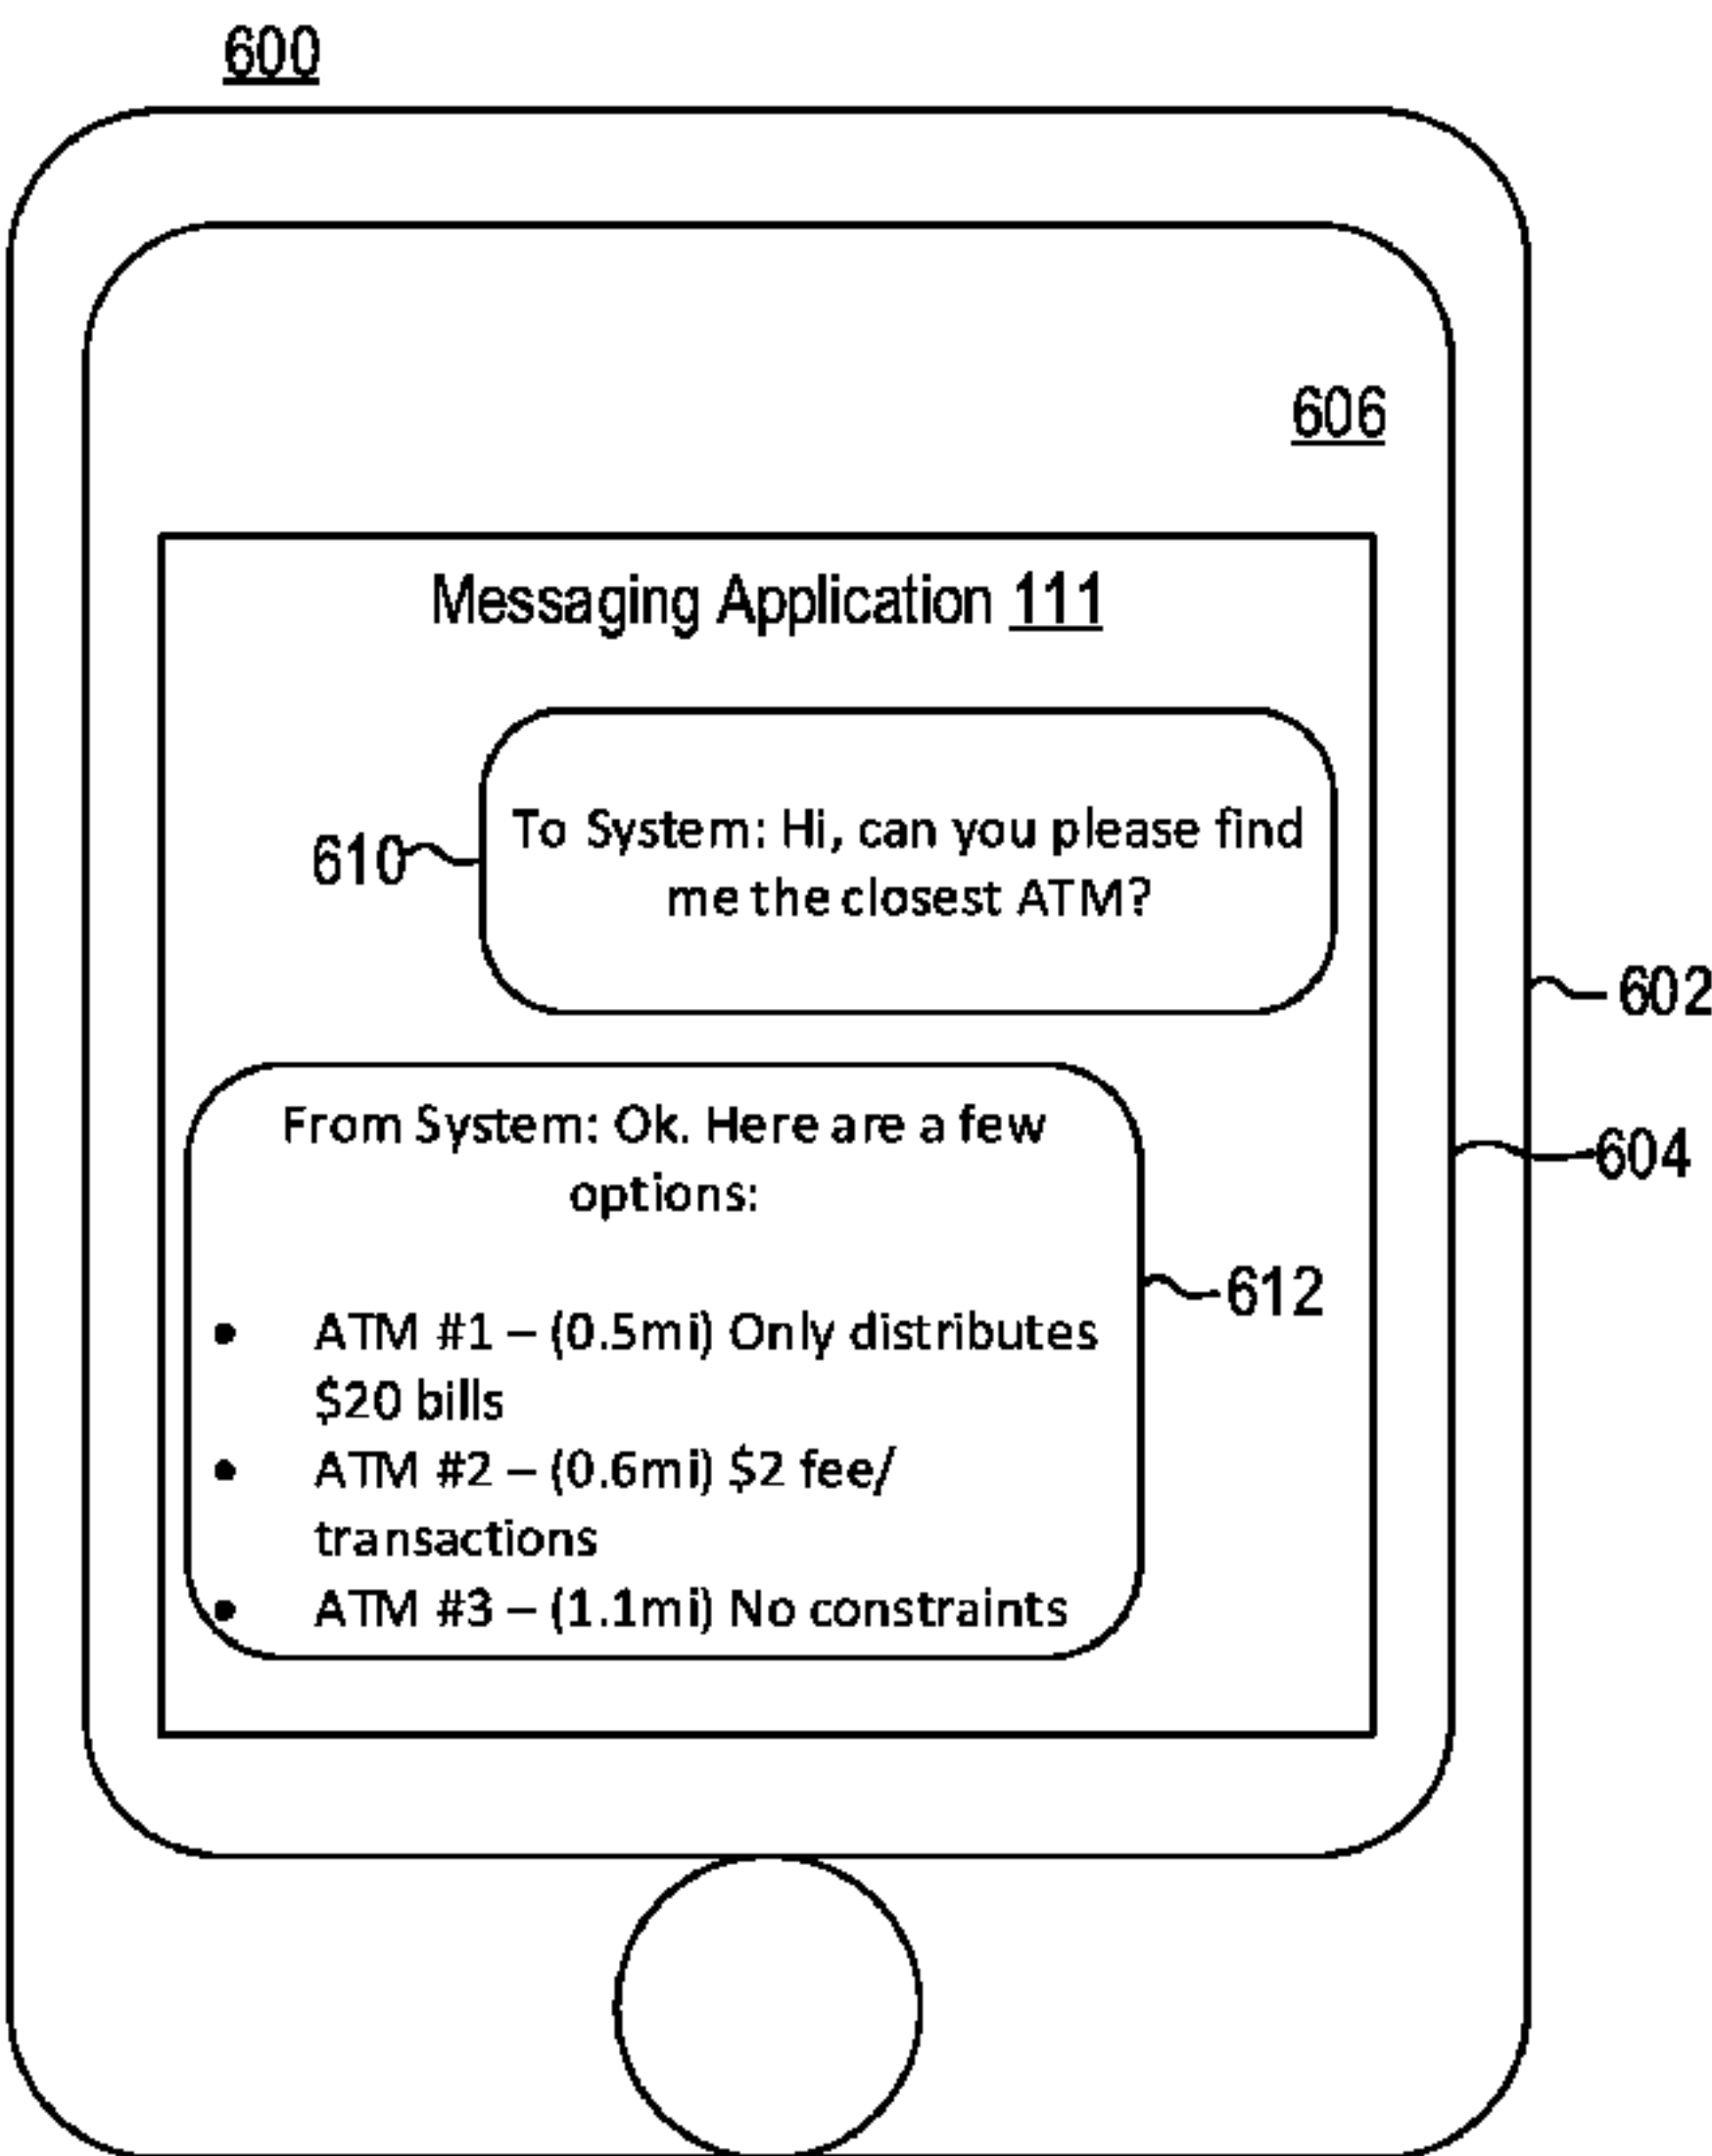 600
606
Messaging Application 111
To System: Hi, can you please find
me the closest ATM?
610
602
From System: Ok. Here are a few
options:
604
612
• ATM #1 – (0.5mi) Only distributes
$20 bills
• ATM #2 – (0.6mi) $2 fee/
transactions
• ATM #3 – (1.1mi) No constraints